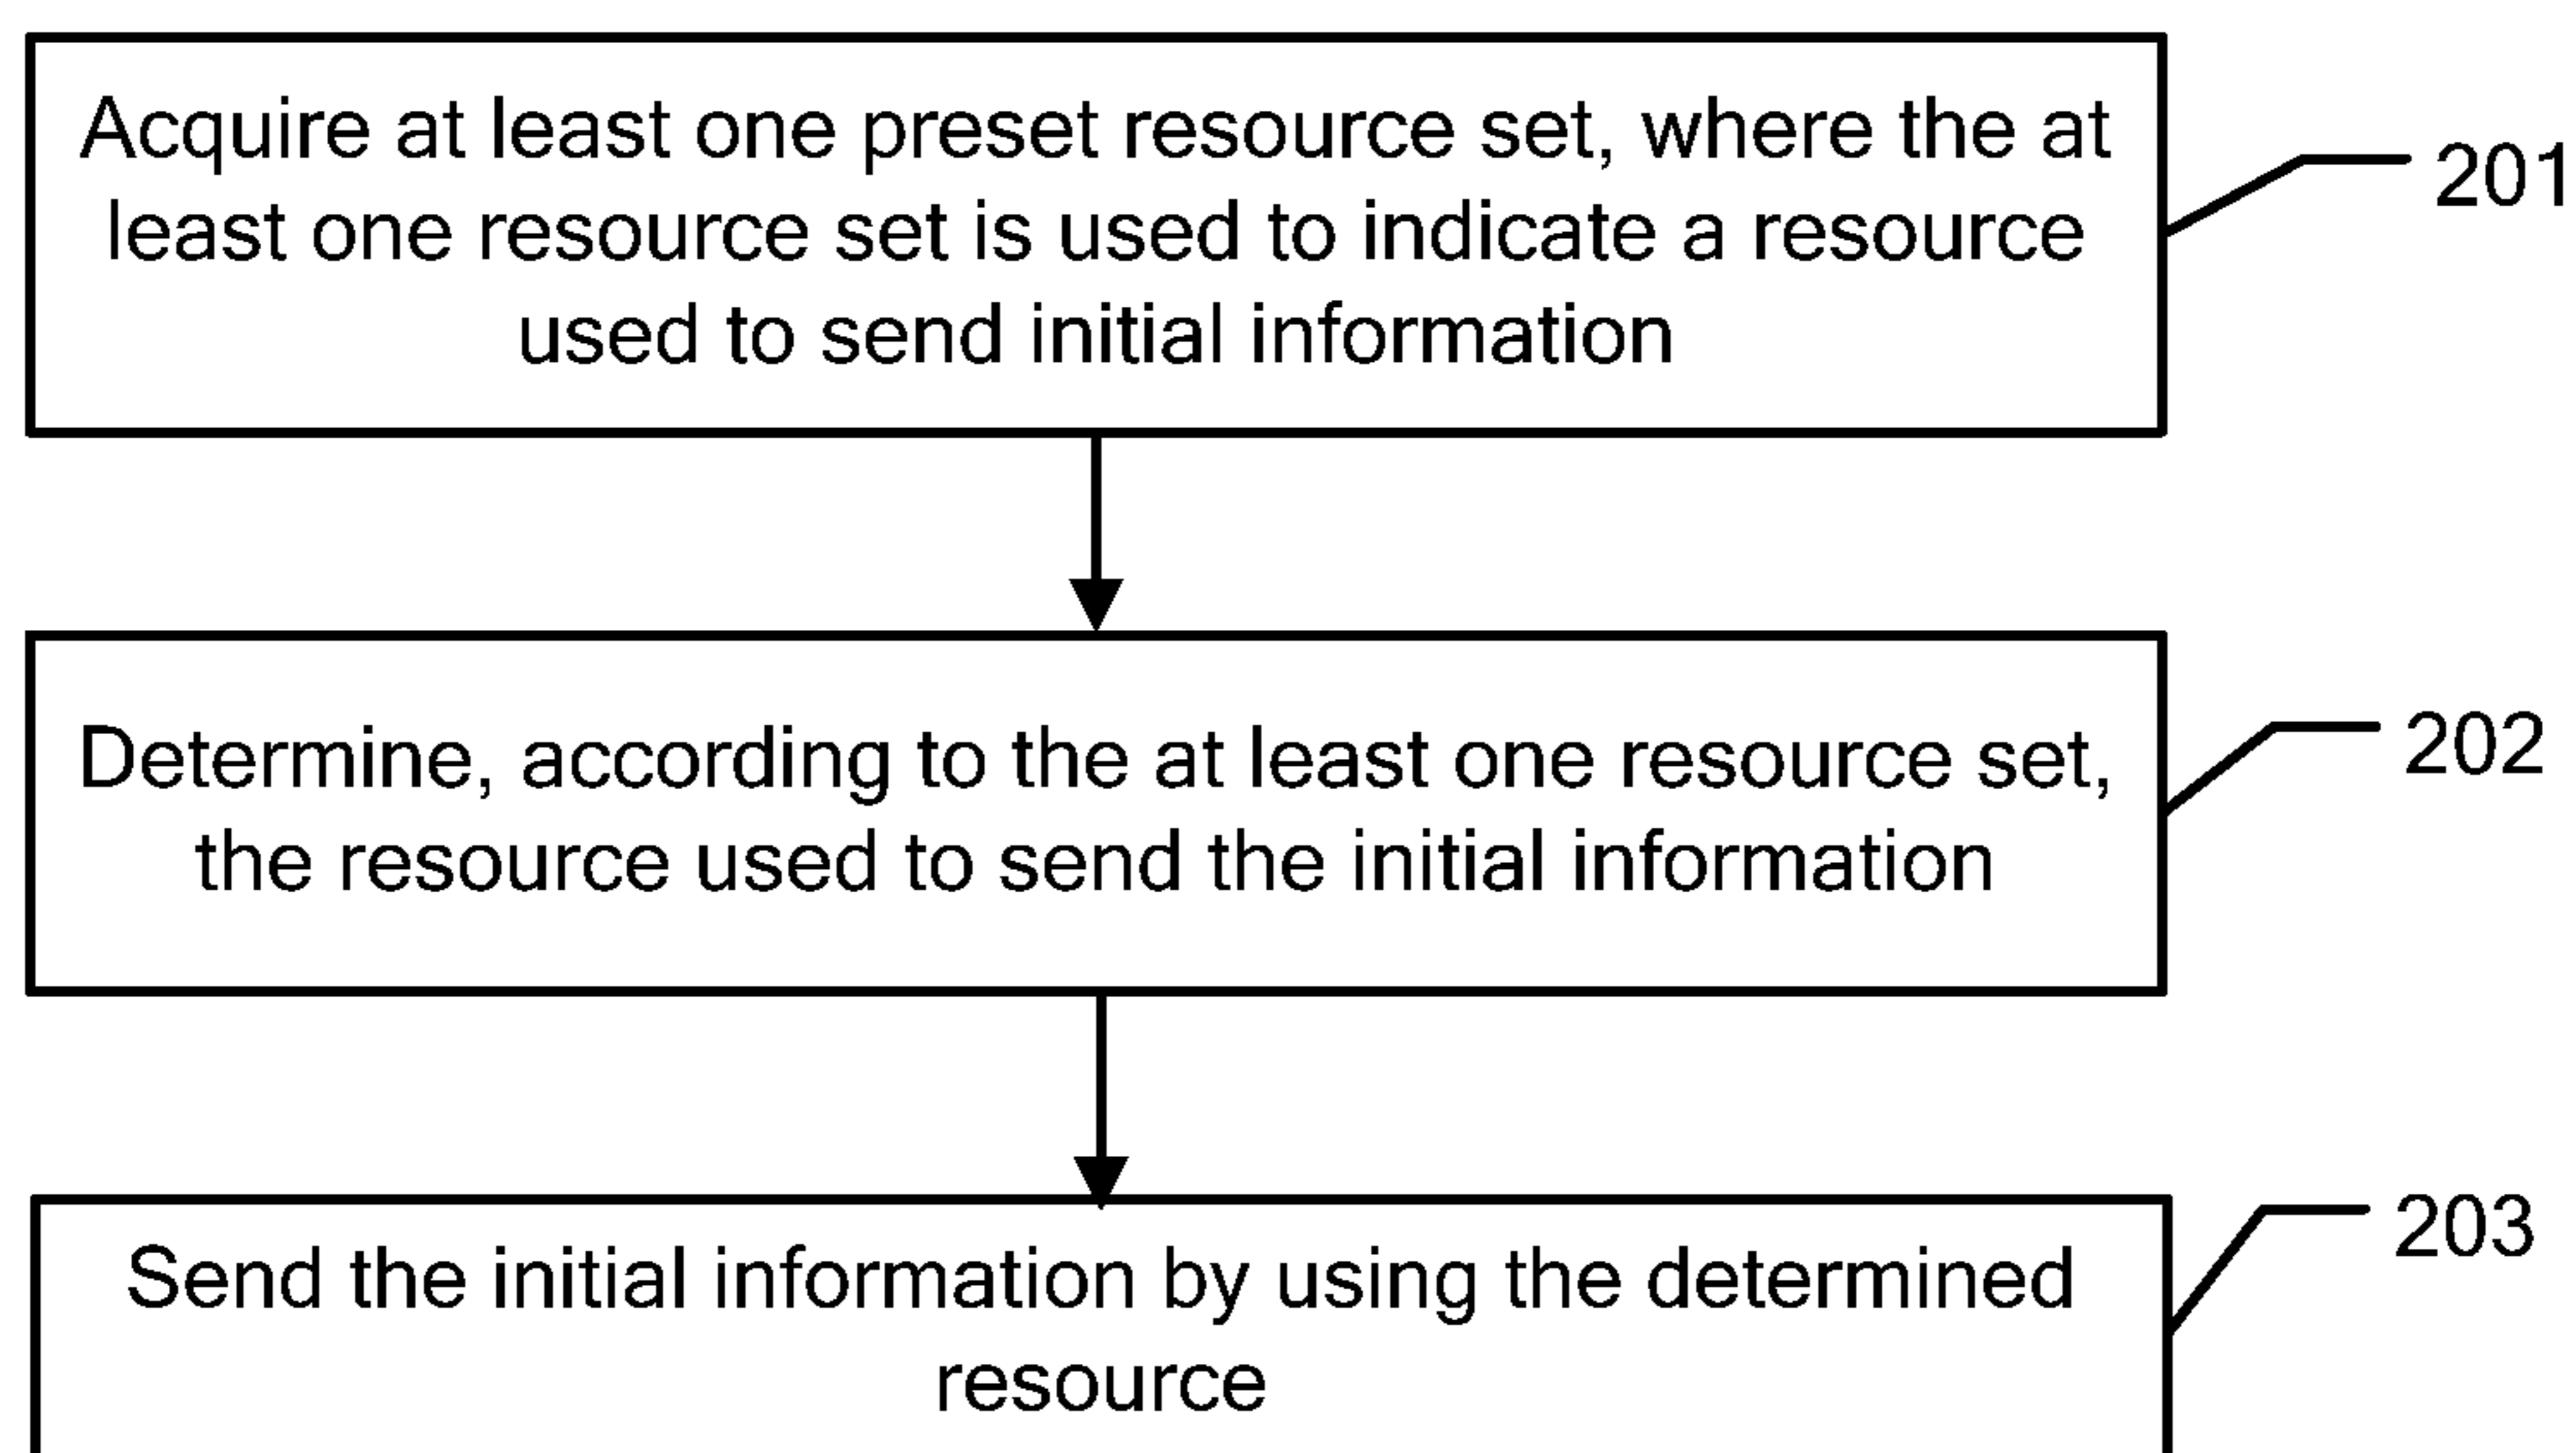 Acquire at least one preset resource set, where the at
least one resource set is used to indicate a resource
used to send initial information
201
Determine, according to the at least one resource set,
the resource used to send the initial information
202
Send the initial information by using the determined
resource
203